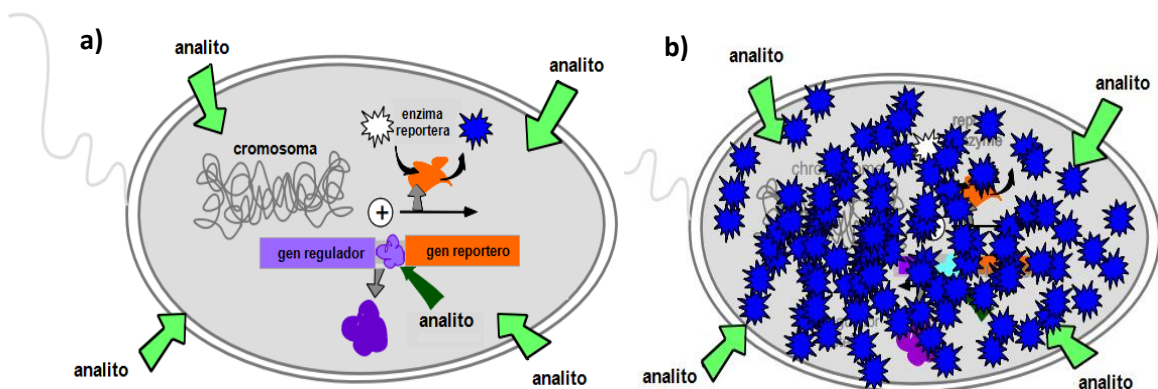 a)
analito
analito
enzima
reportera
cromosoma
+
gen regulador
gen reportero
analito
analito
analito
b)
analito
analito
analito
analito